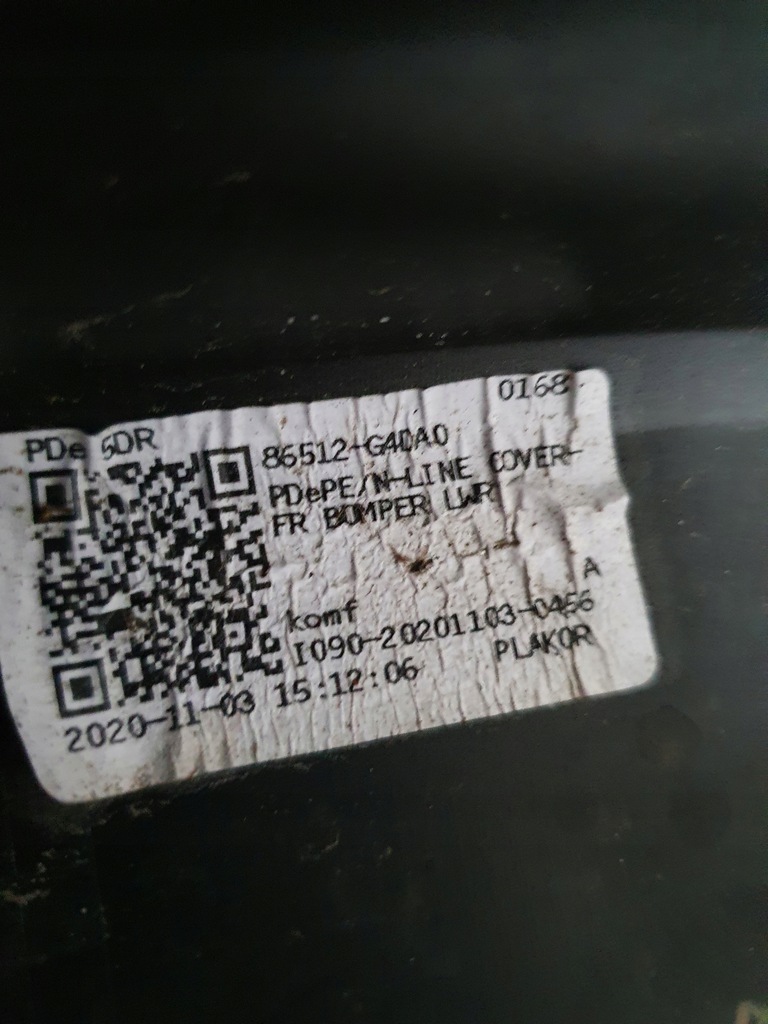 0168
PDe 5DR
86512-G4DA0
PDePE/N-LINE COVER-
FR BUMPER LWR
A
komf
I090-20201103-0456
PLAKOR
2020-11-03 15:12:06